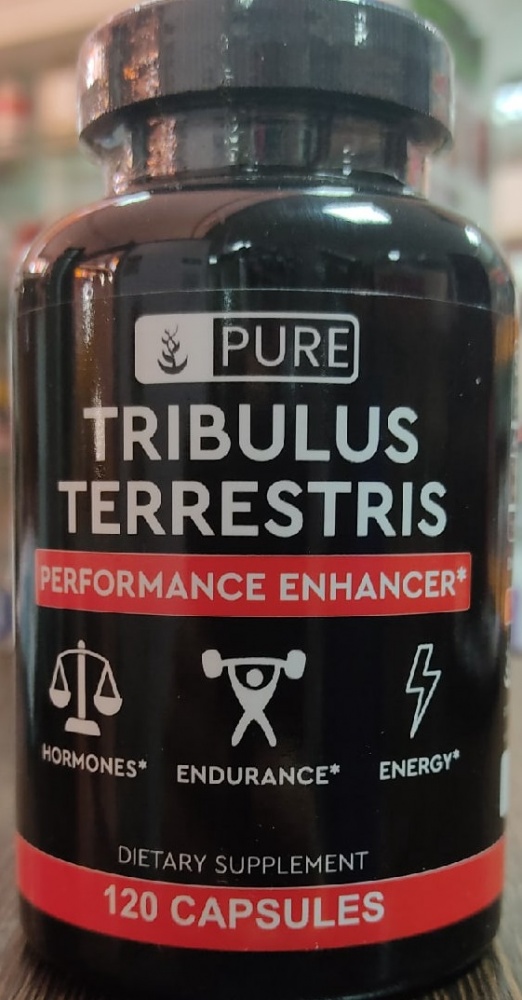 PURE
TRIBULUS
TERRESTRIS
PERFORMANCE ENHANCER*
HORMONES* ENDURANCE* ENERGY*
DIETARY SUPPLEMENT
120 CAPSULES